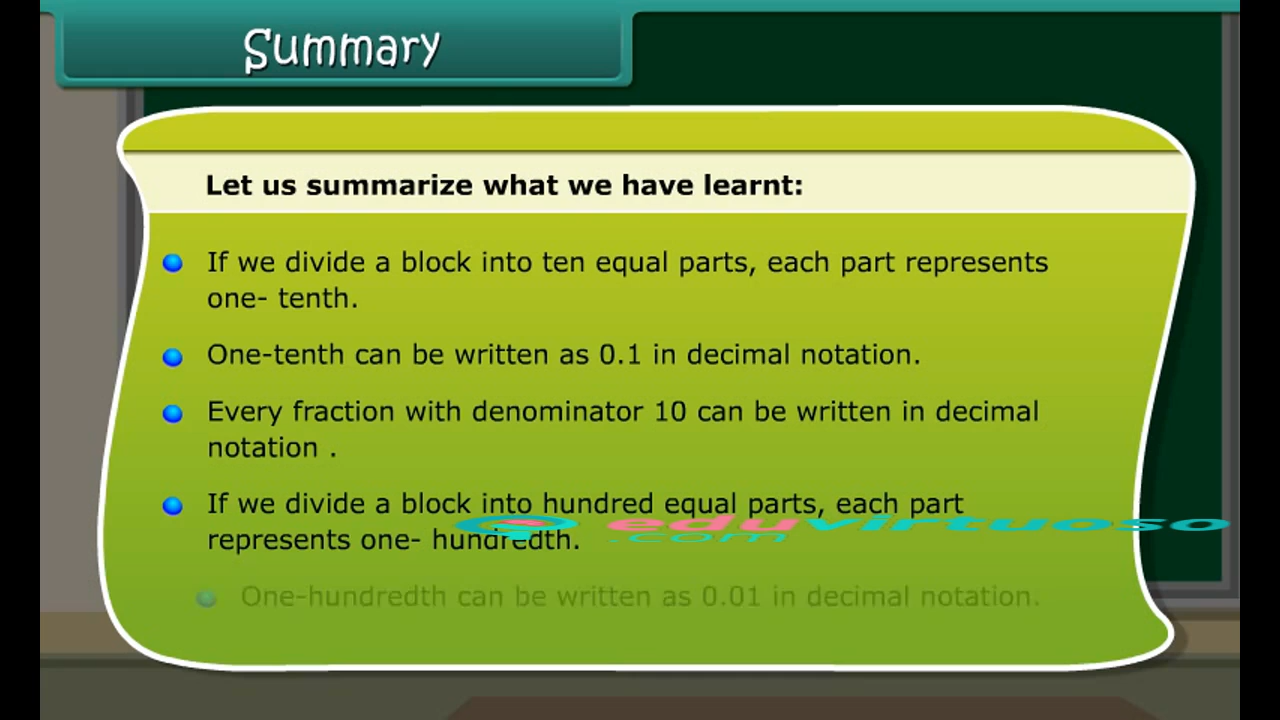 Summary
Let us summarize what we have learnt:
If we divide a block into ten equal parts, each part represents
one- tenth.
One-tenth can be written as 0.1 in decimal notation.
Every fraction with denominator 10 can be written in decimal
notation .
If we divide a block into hundred equal parts, each part
eduvirtuoso
represents one- hundredth.
.com
One-hundredth can be written as 0.01 in decimal notation.